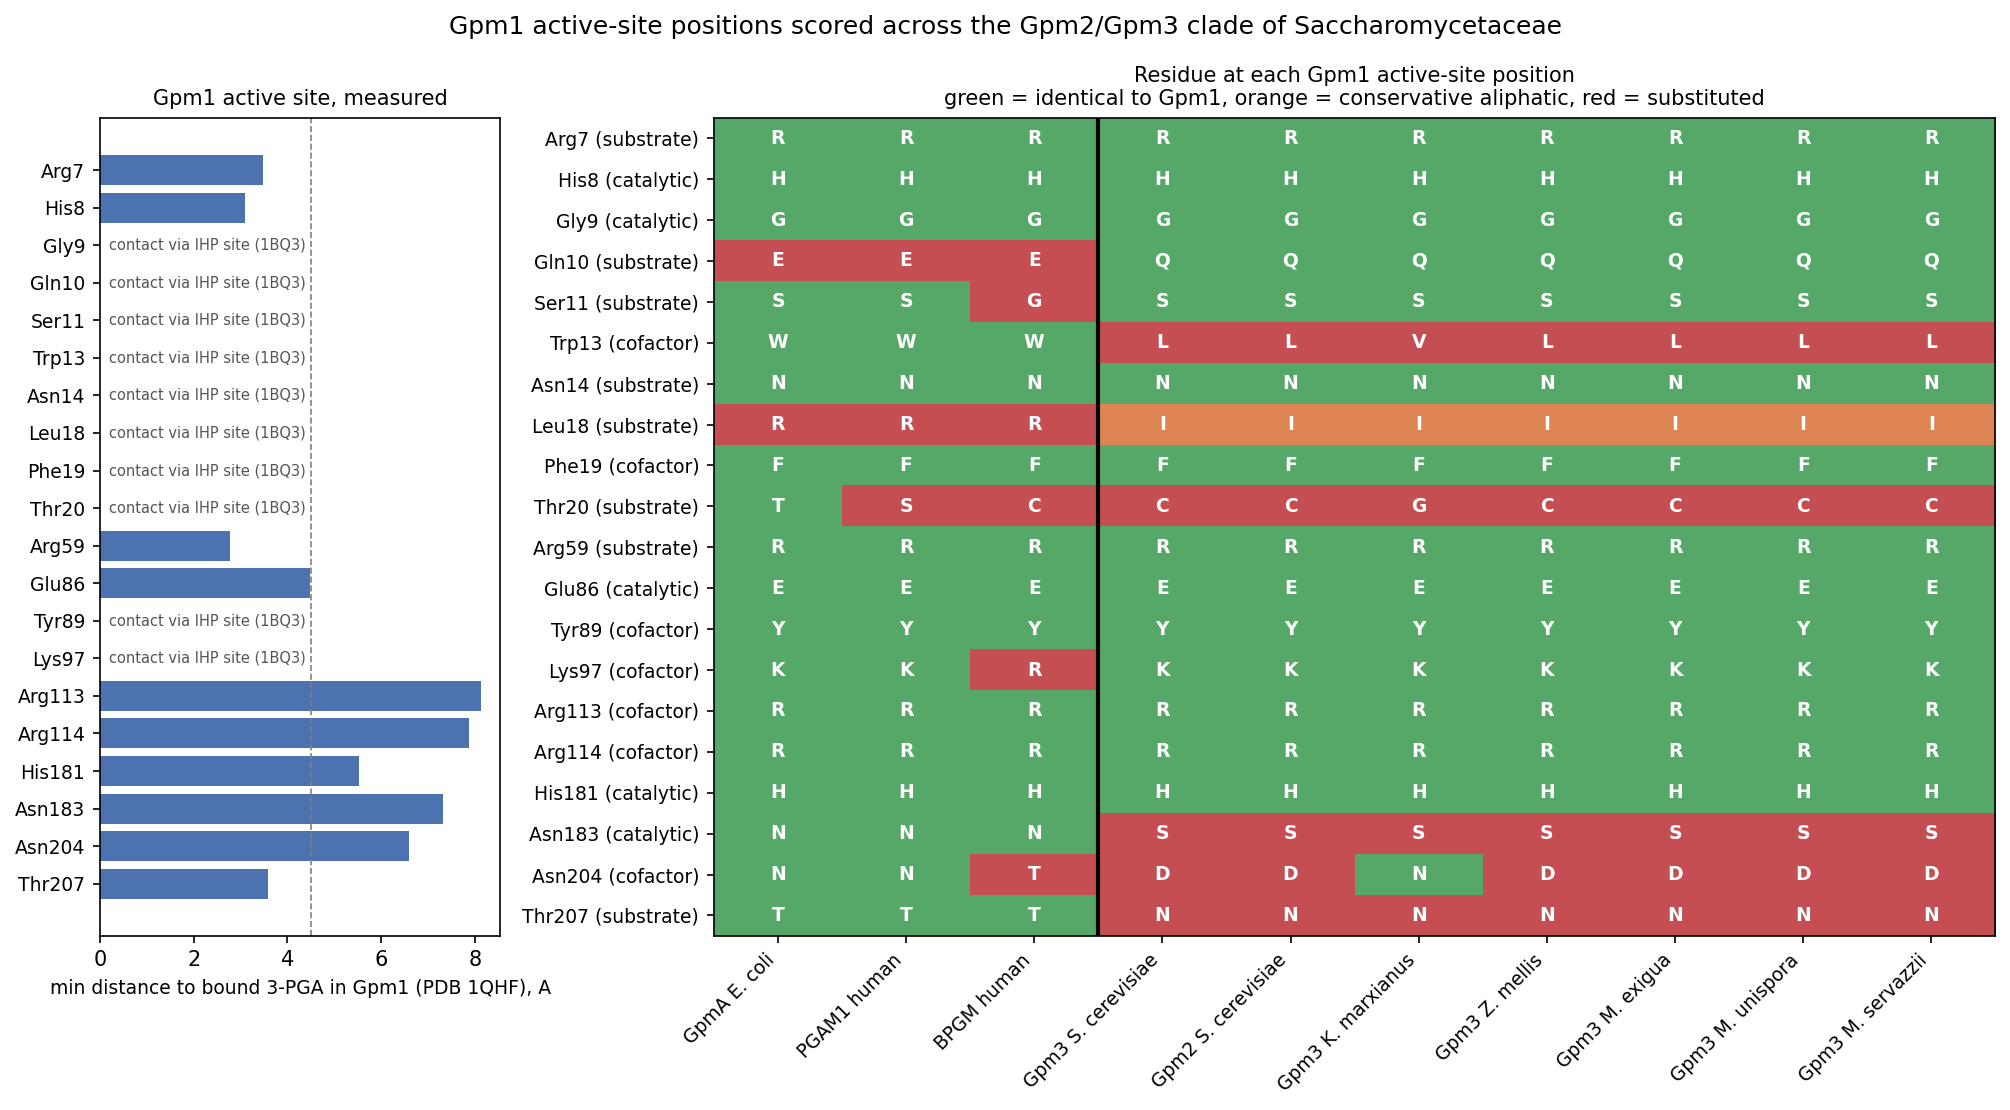 Gpm1 active-site positions scored across the Gpm2/Gpm3 clade of Saccharomycetaceae
Gpm1 active site, measured
Arg7
His8
Gly9 contact via IHP site (1BQ3)
Gln10 contact via IHP site (1BQ3)
Ser11 contact via IHP site (1BQ3)
Trp13 contact via IHP site (1BQ3)
Asn14 contact via IHP site (1BQ3)
Leu18 contact via IHP site (1BQ3)
Phe19 contact via IHP site (1BQ3)
Thr20 contact via IHP site (1BQ3)
Arg59
Glu86
Tyr89 contact via IHP site (1BQ3)
Lys97 contact via IHP site (1BQ3)
Arg113
Arg114
His181
Asn183
Asn204
Thr207
0 2 4 6 8
min distance to bound 3-PGA in Gpm1 (PDB 1QHF), A
Residue at each Gpm1 active-site position
green = identical to Gpm1, orange = conservative aliphatic, red = substituted
Arg7 (substrate) R R R R R R R R R R
His8 (catalytic) H H H H H H H H H H
Gly9 (catalytic) G G G G G G G G G G
Gln10 (substrate) E E E Q Q Q Q Q Q Q
Ser11 (substrate) S S G S S S S S S S
Trp13 (cofactor) W W W L L V L L L L
Asn14 (substrate) N N N N N N N N N N
Leu18 (substrate) R R R I I I I I I I
Phe19 (cofactor) F F F F F F F F F F
Thr20 (substrate) T S C C C G C C C C
Arg59 (substrate) R R R R R R R R R R
Glu86 (catalytic) E E E E E E E E E E
Tyr89 (cofactor) Y Y Y Y Y Y Y Y Y Y
Lys97 (cofactor) K K R K K K K K K K
Arg113 (cofactor) R R R R R R R R R R
Arg114 (cofactor) R R R R R R R R R R
His181 (catalytic) H H H H H H H H H H
Asn183 (catalytic) N N N S S S S S S S
Asn204 (cofactor) N N T D D N D D D D
Thr207 (substrate) T T T N N N N N N N
GpmA E. coli
PGAM1 human
BPGM human
Gpm3 S. cerevisiae
Gpm2 S. cerevisiae
Gpm3 K. marxianus
Gpm3 Z. mellis
Gpm3 M. exigua
Gpm3 M. unispora
Gpm3 M. servazzii